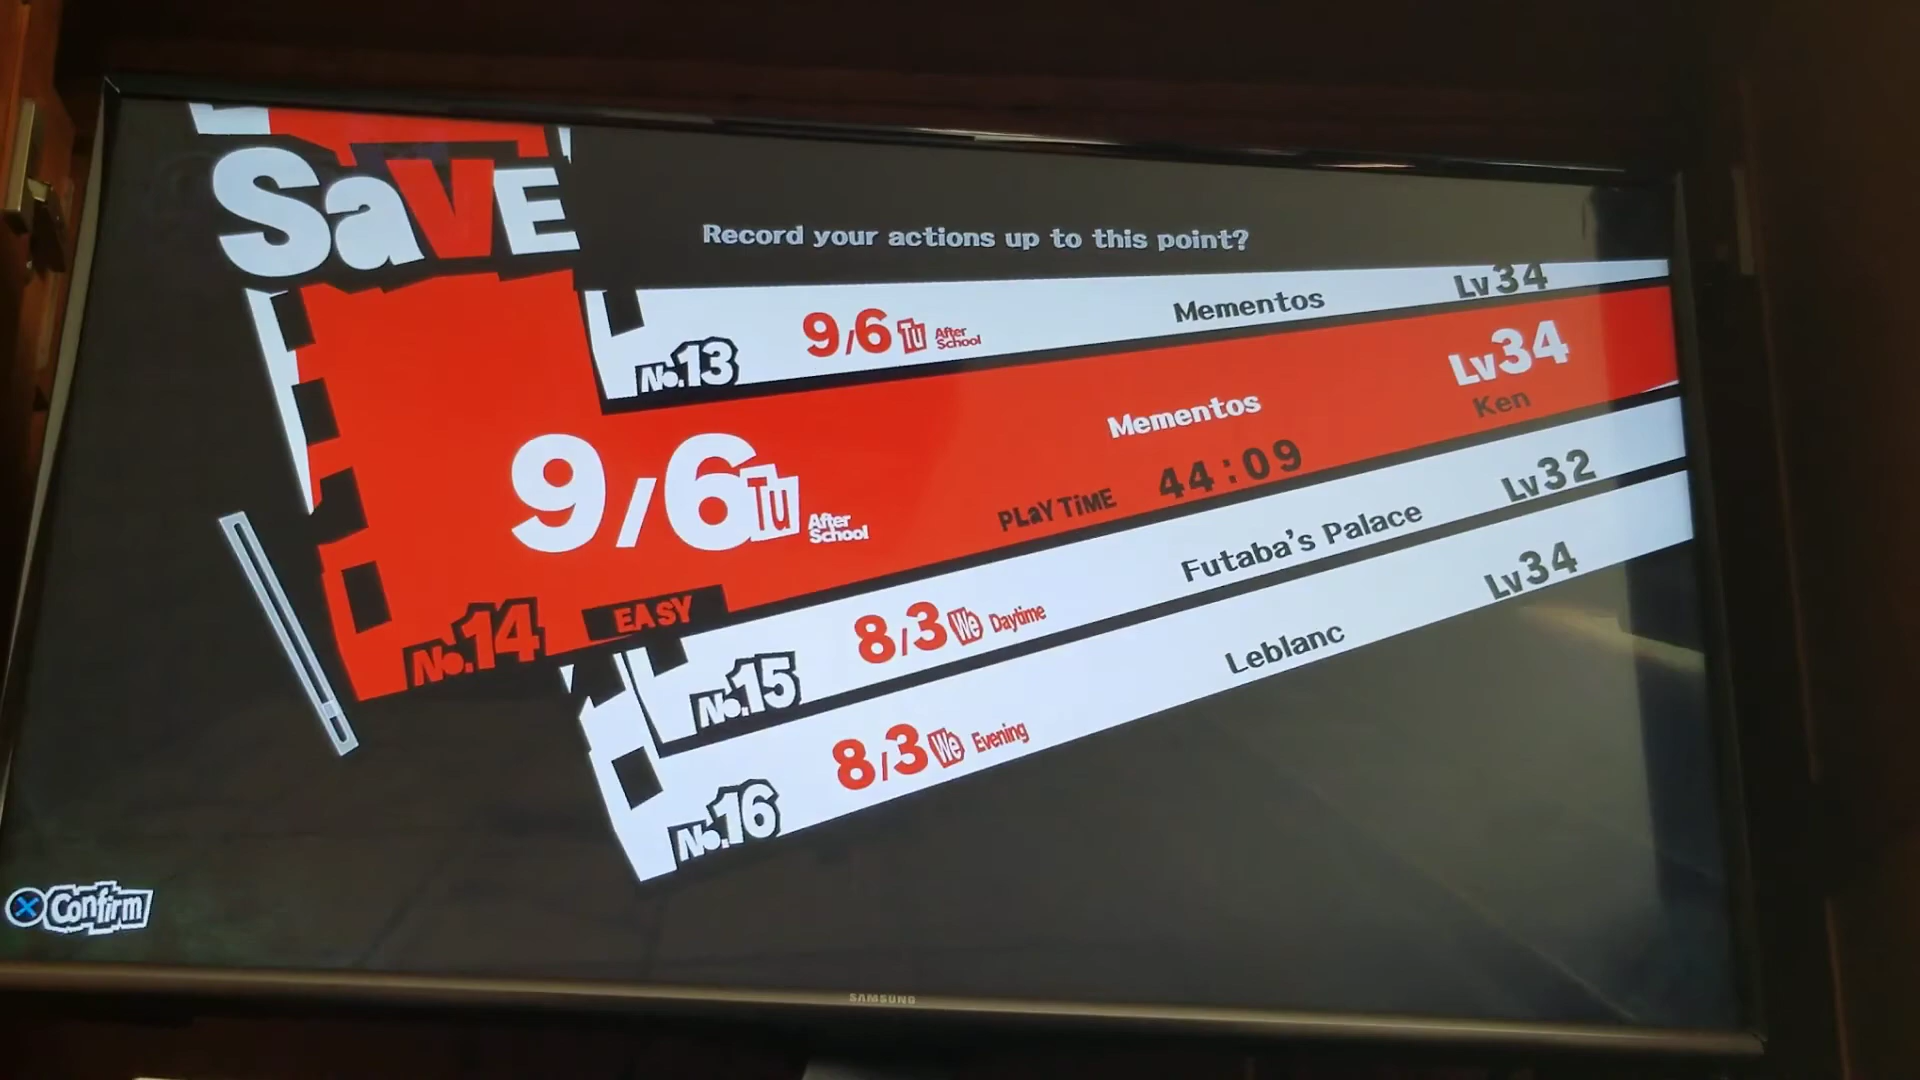 SaVE
Record your actions up to this point?
No.13 9/6 Tu After School Mementos Lv34
9/6 Tu After School Mementos Lv34
PLaY TiME 44:09 Ken
No.14 EASY
No.15 8/3 We Daytime Futaba's Palace Lv32
No.16 8/3 We Evening Leblanc Lv34
Confirm
SAMSUNG